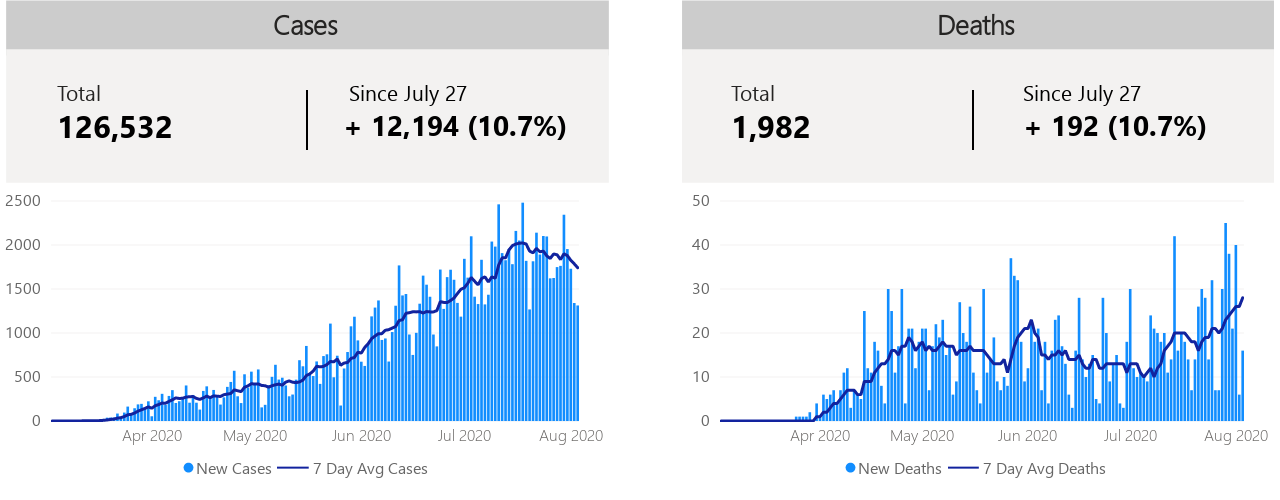 Cases
Total
126,532
Since July 27
+ 12,194 (10.7%)
2500
2000
1500
1000
500
0
Apr 2020 May 2020 Jun 2020 Jul 2020 Aug 2020
New Cases 7 Day Avg Cases
Deaths
Total
1,982
Since July 27
+ 192 (10.7%)
50
40
30
20
10
0
Apr 2020 May 2020 Jun 2020 Jul 2020 Aug 2020
New Deaths 7 Day Avg Deaths